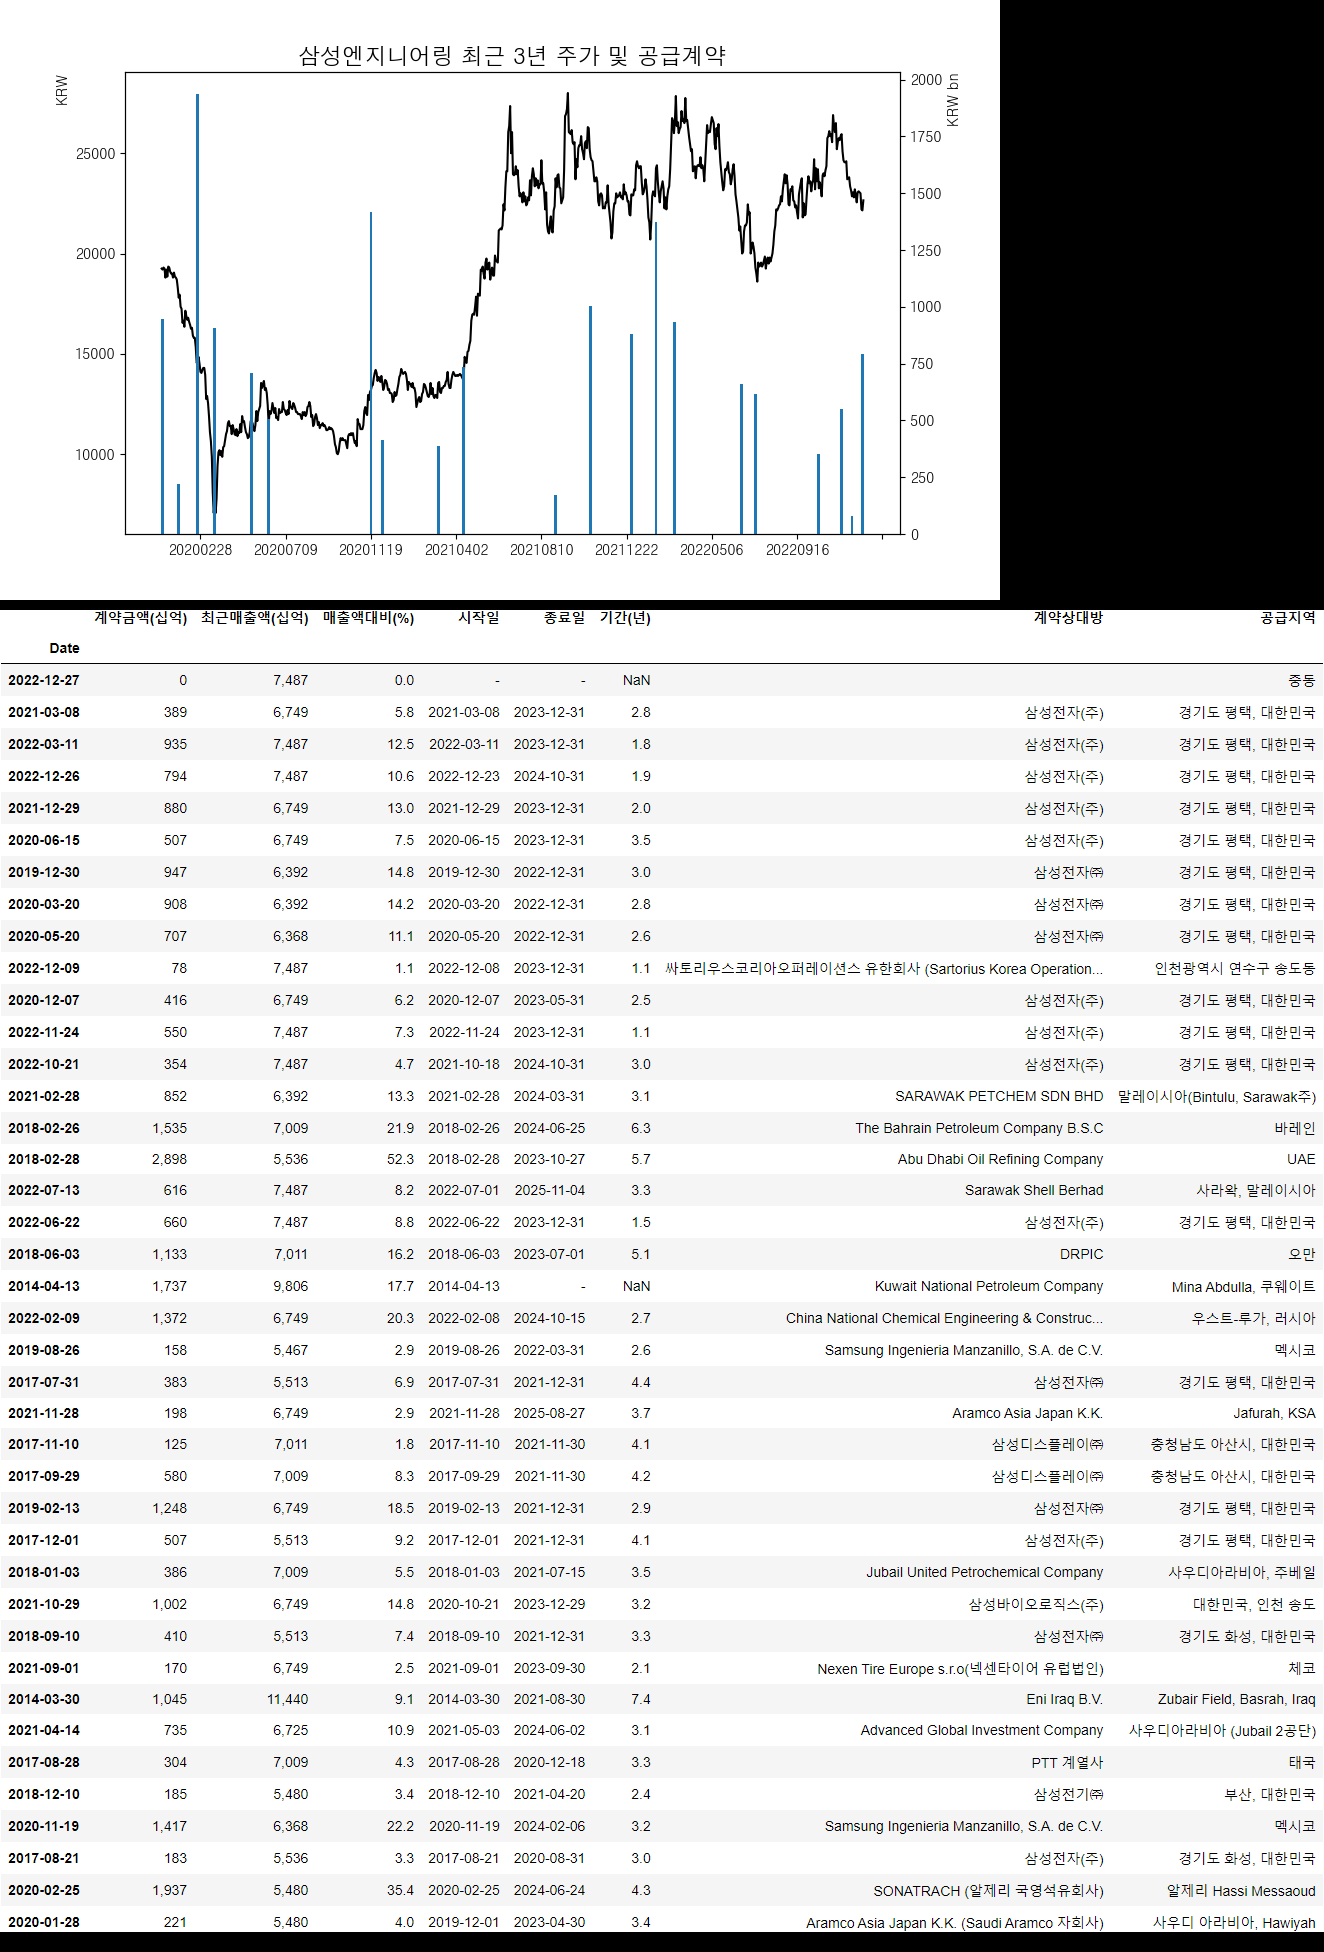 삼성엔지니어링 최근 3년 주가 및 공급계약
KRW
KRW bn
25000
20000
15000
10000
2000
1750
1500
1250
1000
750
500
250
0
20200228 20200709 20201119 20210402 20210810 20211222 20220506 20220916
계약금액(십억) 최근매출액(십억) 매출액대비(%) 시작일 종료일 기간(년) 계약상대방 공급지역
Date
2022-12-27 0 7,487 0.0 - - NaN 중동
2021-03-08 389 6,749 5.8 2021-03-08 2023-12-31 2.8 삼성전자(주) 경기도 평택, 대한민국
2022-03-11 935 7,487 12.5 2022-03-11 2023-12-31 1.8 삼성전자(주) 경기도 평택, 대한민국
2022-12-26 794 7,487 10.6 2022-12-23 2024-10-31 1.9 삼성전자(주) 경기도 평택, 대한민국
2021-12-29 880 6,749 13.0 2021-12-29 2023-12-31 2.0 삼성전자(주) 경기도 평택, 대한민국
2020-06-15 507 6,749 7.5 2020-06-15 2023-12-31 3.5 삼성전자(주) 경기도 평택, 대한민국
2019-12-30 947 6,392 14.8 2019-12-30 2022-12-31 3.0 삼성전자㈜ 경기도 평택, 대한민국
2020-03-20 908 6,392 14.2 2020-03-20 2022-12-31 2.8 삼성전자㈜ 경기도 평택, 대한민국
2020-05-20 707 6,368 11.1 2020-05-20 2022-12-31 2.6 삼성전자㈜ 경기도 평택, 대한민국
2022-12-09 78 7,487 1.1 2022-12-08 2023-12-31 1.1 싸토리우스코리아오퍼레이션스 유한회사 (Sartorius Korea Operation... 인천광역시 연수구 송도동
2020-12-07 416 6,749 6.2 2020-12-07 2023-05-31 2.5 삼성전자(주) 경기도 평택, 대한민국
2022-11-24 550 7,487 7.3 2022-11-24 2023-12-31 1.1 삼성전자(주) 경기도 평택, 대한민국
2022-10-21 354 7,487 4.7 2021-10-18 2024-10-31 3.0 삼성전자(주) 경기도 평택, 대한민국
2021-02-28 852 6,392 13.3 2021-02-28 2024-03-31 3.1 SARAWAK PETCHEM SDN BHD 말레이시아(Bintulu, Sarawak주)
2018-02-26 1,535 7,009 21.9 2018-02-26 2024-06-25 6.3 The Bahrain Petroleum Company B.S.C 바레인
2018-02-28 2,898 5,536 52.3 2018-02-28 2023-10-27 5.7 Abu Dhabi Oil Refining Company UAE
2022-07-13 616 7,487 8.2 2022-07-01 2025-11-04 3.3 Sarawak Shell Berhad 사라왁, 말레이시아
2022-06-22 660 7,487 8.8 2022-06-22 2023-12-31 1.5 삼성전자(주) 경기도 평택, 대한민국
2018-06-03 1,133 7,011 16.2 2018-06-03 2023-07-01 5.1 DRPIC 오만
2014-04-13 1,737 9,806 17.7 2014-04-13 - NaN Kuwait National Petroleum Company Mina Abdulla, 쿠웨이트
2022-02-09 1,372 6,749 20.3 2022-02-08 2024-10-15 2.7 China National Chemical Engineering & Construc... 우스트-루가, 러시아
2019-08-26 158 5,467 2.9 2019-08-26 2022-03-31 2.6 Samsung Ingenieria Manzanillo, S.A. de C.V. 멕시코
2017-07-31 383 5,513 6.9 2017-07-31 2021-12-31 4.4 삼성전자㈜ 경기도 평택, 대한민국
2021-11-28 198 6,749 2.9 2021-11-28 2025-08-27 3.7 Aramco Asia Japan K.K. Jafurah, KSA
2017-11-10 125 7,011 1.8 2017-11-10 2021-11-30 4.1 삼성디스플레이㈜ 충청남도 아산시, 대한민국
2017-09-29 580 7,009 8.3 2017-09-29 2021-11-30 4.2 삼성디스플레이㈜ 충청남도 아산시, 대한민국
2019-02-13 1,248 6,749 18.5 2019-02-13 2021-12-31 2.9 삼성전자㈜ 경기도 평택, 대한민국
2017-12-01 507 5,513 9.2 2017-12-01 2021-12-31 4.1 삼성전자(주) 경기도 평택, 대한민국
2018-01-03 386 7,009 5.5 2018-01-03 2021-07-15 3.5 Jubail United Petrochemical Company 사우디아라비아, 주베일
2021-10-29 1,002 6,749 14.8 2020-10-21 2023-12-29 3.2 삼성바이오로직스(주) 대한민국, 인천 송도
2018-09-10 410 5,513 7.4 2018-09-10 2021-12-31 3.3 삼성전자㈜ 경기도 화성, 대한민국
2021-09-01 170 6,749 2.5 2021-09-01 2023-09-30 2.1 Nexen Tire Europe s.r.o(넥센타이어 유럽법인) 체코
2014-03-30 1,045 11,440 9.1 2014-03-30 2021-08-30 7.4 Eni Iraq B.V. Zubair Field, Basrah, Iraq
2021-04-14 735 6,725 10.9 2021-05-03 2024-06-02 3.1 Advanced Global Investment Company 사우디아라비아 (Jubail 2공단)
2017-08-28 304 7,009 4.3 2017-08-28 2020-12-18 3.3 PTT 계열사 태국
2018-12-10 185 5,480 3.4 2018-12-10 2021-04-20 2.4 삼성전기㈜ 부산, 대한민국
2020-11-19 1,417 6,368 22.2 2020-11-19 2024-02-06 3.2 Samsung Ingenieria Manzanillo, S.A. de C.V. 멕시코
2017-08-21 183 5,536 3.3 2017-08-21 2020-08-31 3.0 삼성전자(주) 경기도 화성, 대한민국
2020-02-25 1,937 5,480 35.4 2020-02-25 2024-06-24 4.3 SONATRACH (알제리 국영석유회사) 알제리 Hassi Messaoud
2020-01-28 221 5,480 4.0 2019-12-01 2023-04-30 3.4 Aramco Asia Japan K.K. (Saudi Aramco 자회사) 사우디 아라비아, Hawiyah